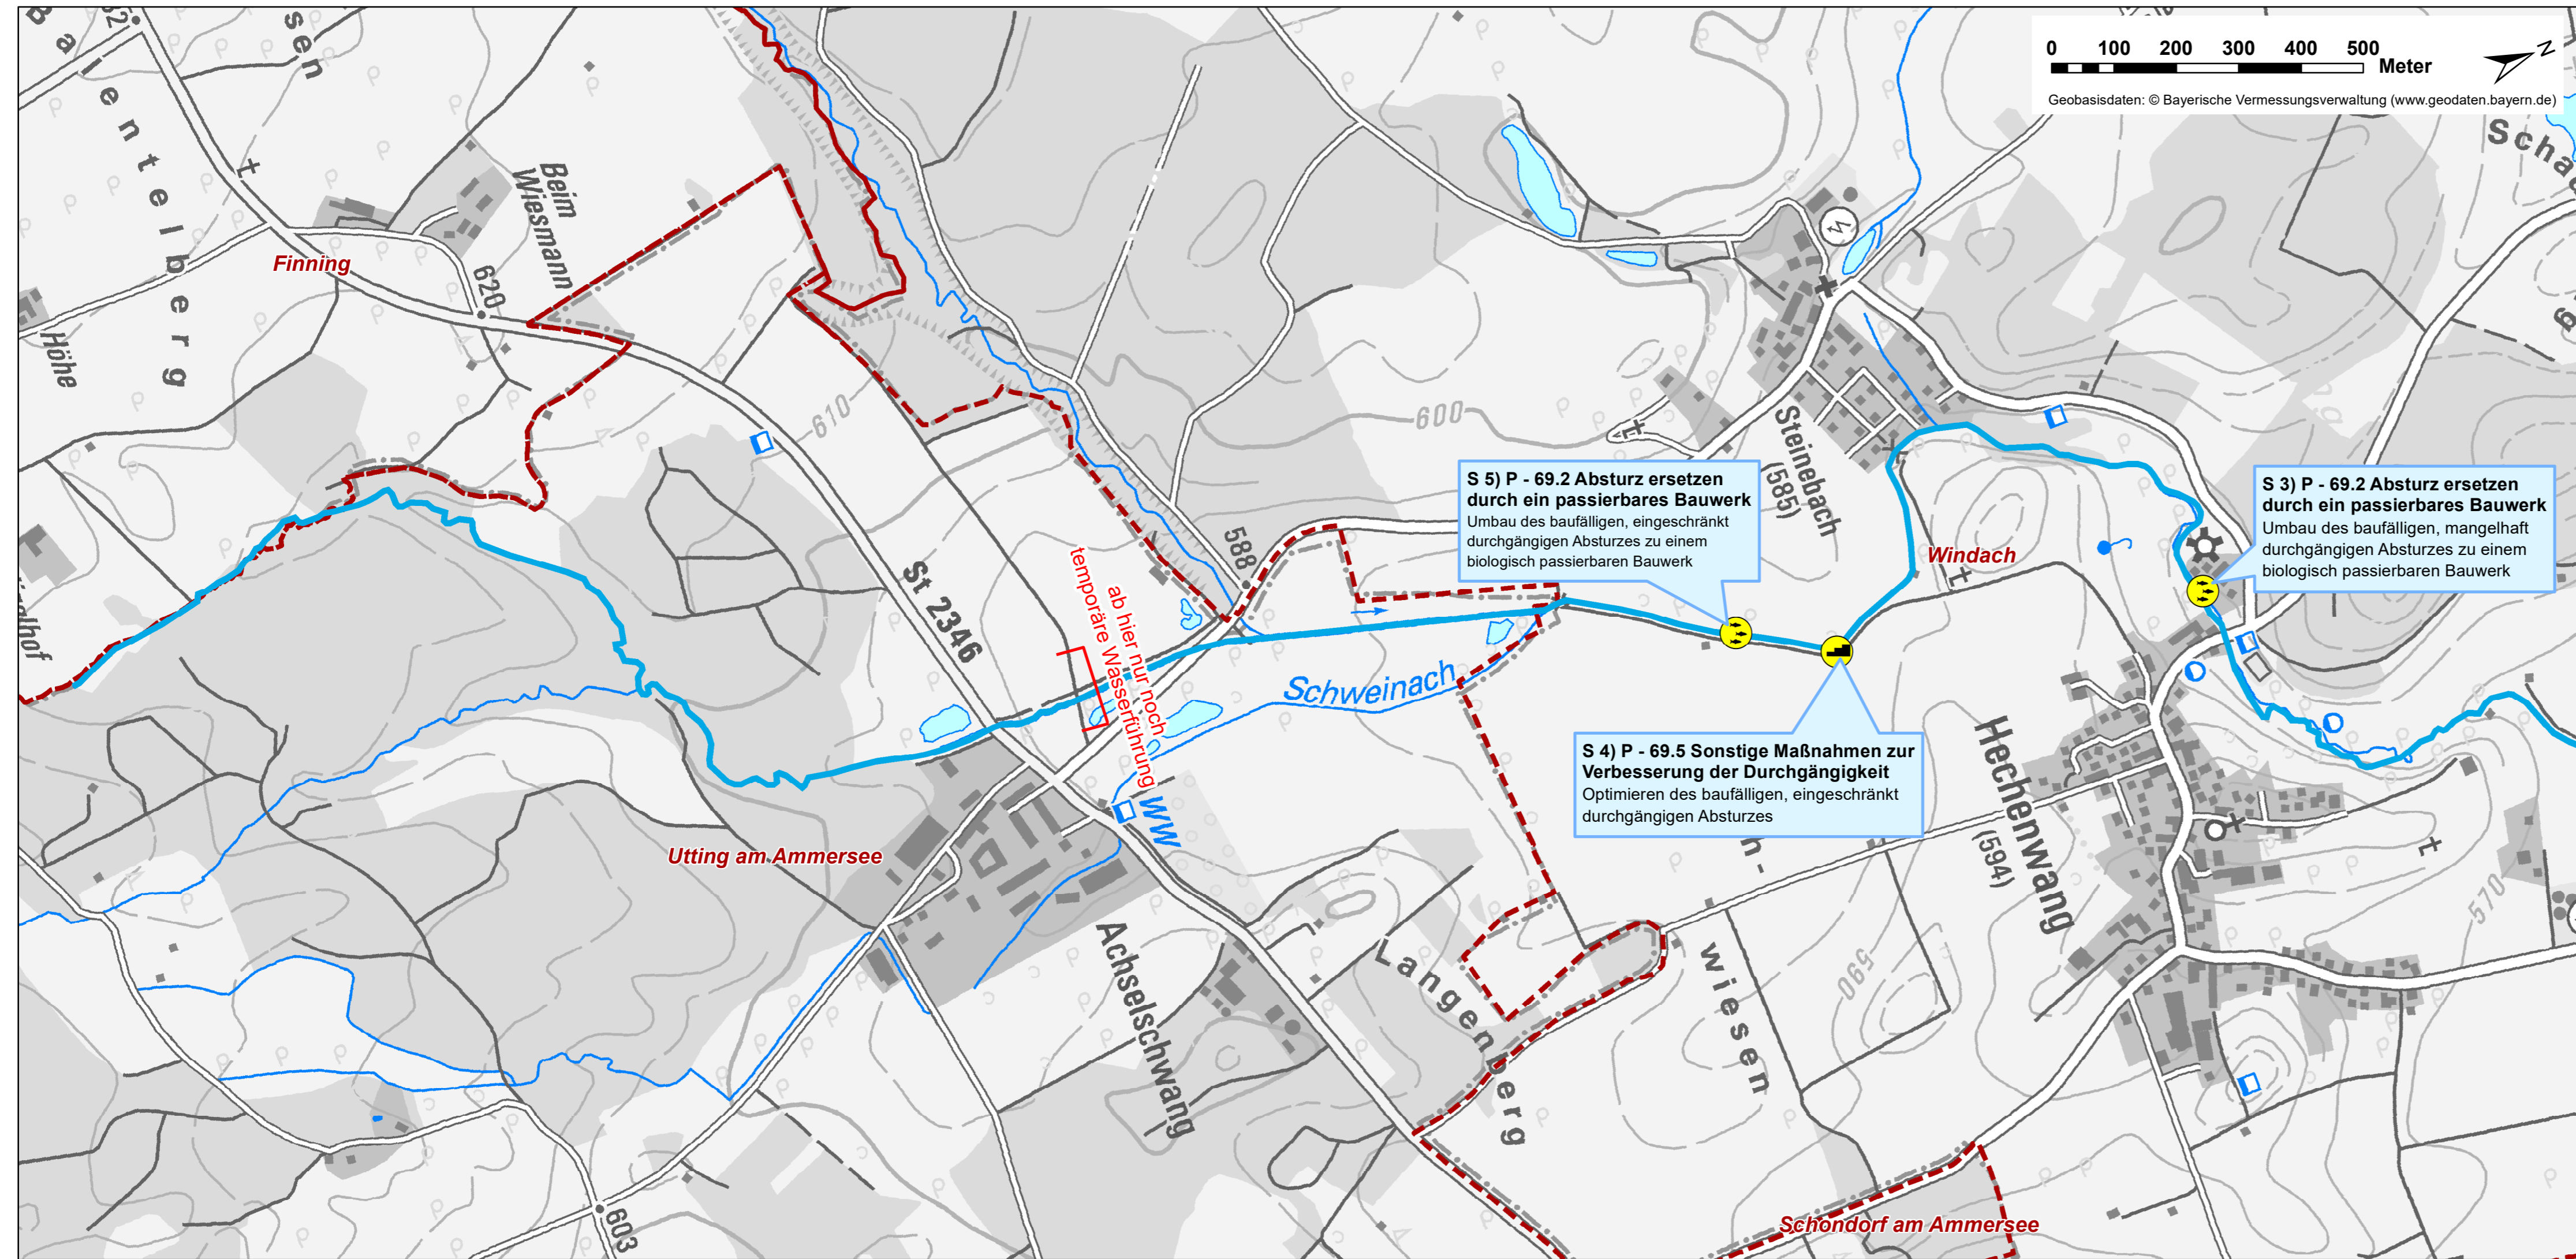 0 100 200 300 400 500
Meter
N
Geobasisdaten: © Bayerische Vermessungsverwaltung (www.geodaten.bayern.de)
Balentelberg
sen
Beim
Wiesmann
Finning
620
Höhe
610
600
588
St 2346
ab hier nur noch
temporäre Wasserführung
Schweinach
WW
Utting am Ammersee
Achselschwang
Langenberg
wiesen
590
603
570
Steinebach
(585)
Windach
Hechenwang
(594)
Schondorf am Ammersee
S 5) P - 69.2 Absturz ersetzen
durch ein passierbares Bauwerk
Umbau des baufälligen, eingeschränkt
durchgängigen Absturzes zu einem
biologisch passierbaren Bauwerk
S 3) P - 69.2 Absturz ersetzen
durch ein passierbares Bauwerk
Umbau des baufälligen, mangelhaft
durchgängigen Absturzes zu einem
biologisch passierbaren Bauwerk
S 4) P - 69.5 Sonstige Maßnahmen zur
Verbesserung der Durchgängigkeit
Optimieren des baufälligen, eingeschränkt
durchgängigen Absturzes